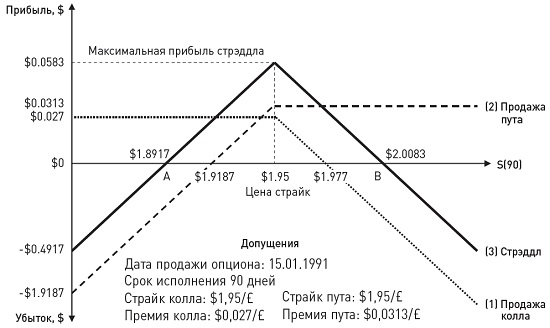 Прибыль, $
$0.0583
Максимальная прибыль стрэддла
$0.0313
$0.027
(2) Продажа
пута
$1.8917
$2.0083
$0
S(90)
A
$1.9187
$1.95
$1.977
B
Цена страйк
-$0.4917
(3) Стрэддл
-$1.9187
Допущения
Дата продажи опциона: 15.01.1991
Срок исполнения 90 дней
Страйк колла: $1,95/£
Страйк пута: $1,95/£
Премия колла: $0,027/£
Премия пута: $0,0313/£
(1) Продажа
колла
Убыток, $